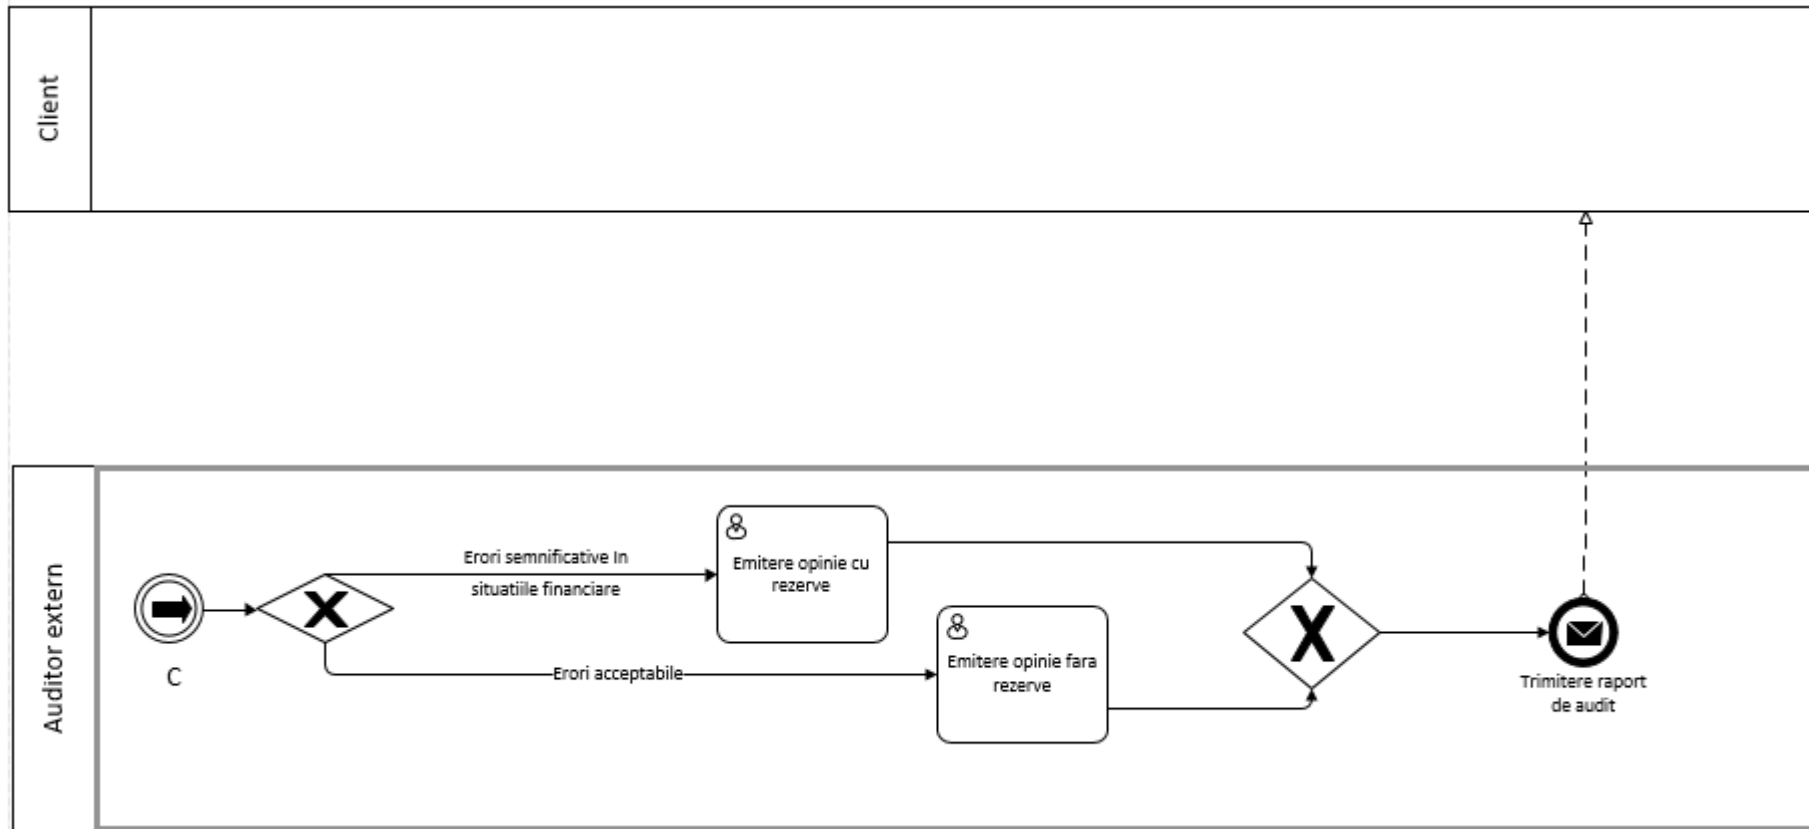 Client
Auditor extern
C
Erori semnificative In
situatiile financiare
Erori acceptabile
Emitere opinie cu
rezerve
Emitere opinie fara
rezerve
Trimitere raport
de audit